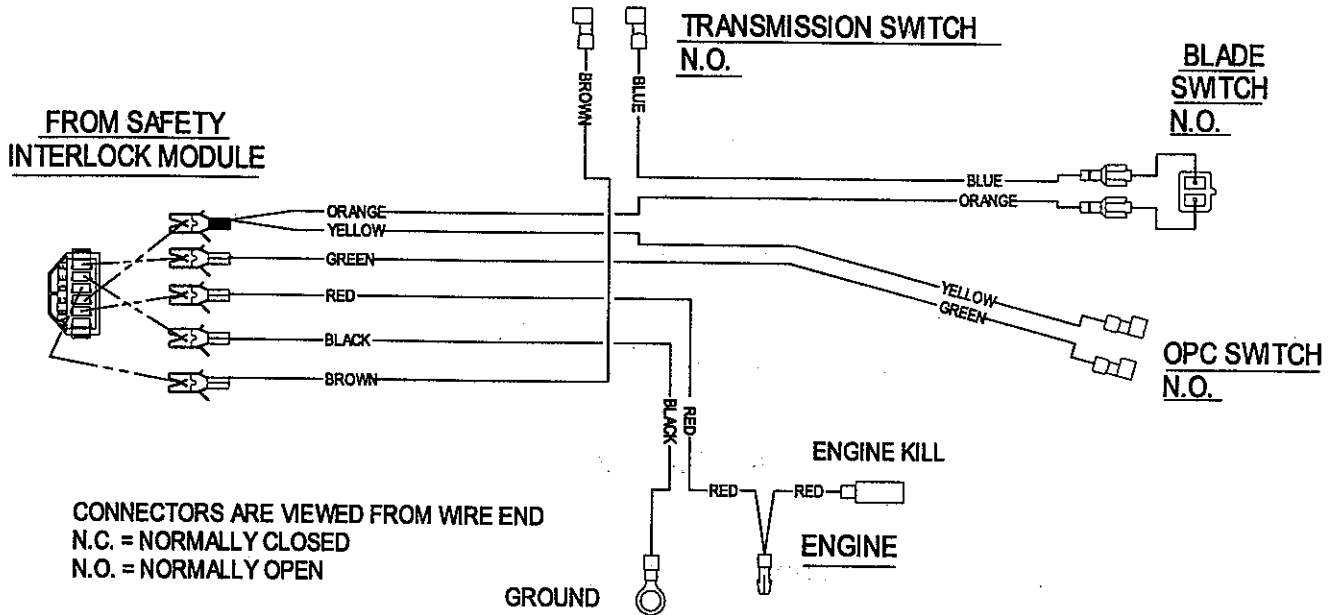 TRANSMISSION SWITCH
N.O.
BLADE
SWITCH
N.O.
FROM SAFETY
INTERLOCK MODULE
BROWN
BLUE
BLUE
ORANGE
ORANGE
YELLOW
GREEN
RED
BLACK
BROWN
YELLOW
GREEN
OPC SWITCH
N.O.
BLACK
RED
ENGINE KILL
RED
RED
ENGINE
CONNECTORS ARE VIEWED FROM WIRE END
N.C. = NORMALLY CLOSED
N.O. = NORMALLY OPEN
GROUND